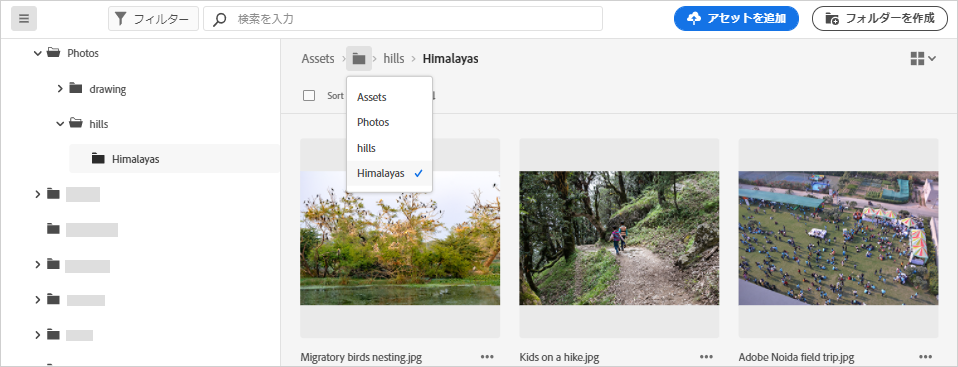 フィルター
検索を入力
アセットを追加
フォルダーを作成
Photos
drawing
hills
Himalayas
Assets › › hills › Himalayas
Sort
Assets
Photos
hills
Himalayas
Migratory birds nesting.jpg
Kids on a hike.jpg
Adobe Noida field trip.jpg